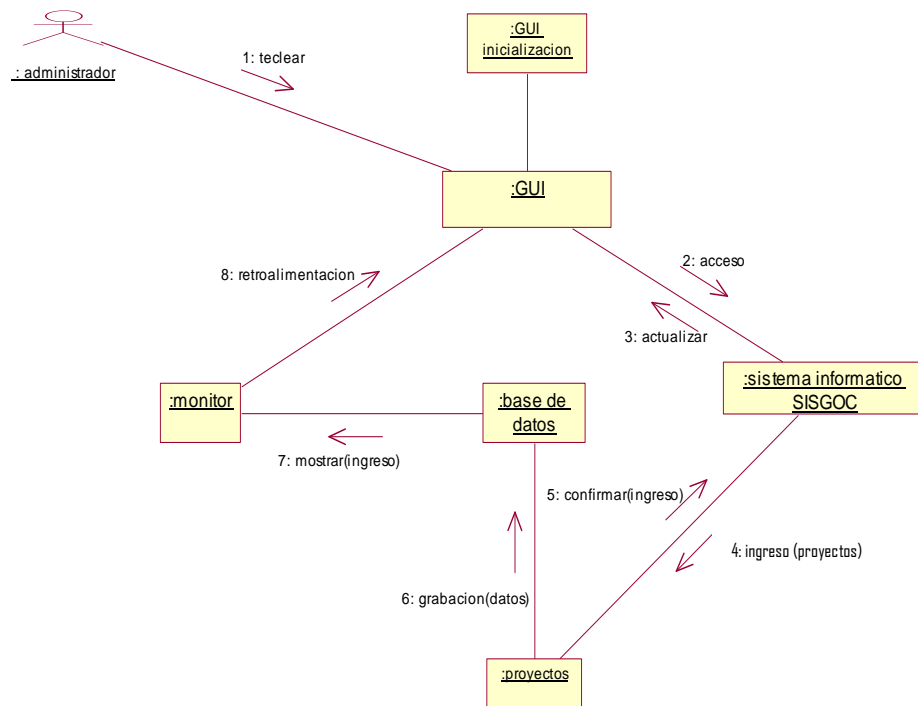 :GUI
inicializacion
1: teclear
: administrador
:GUI
8: retroalimentacion
2: acceso
3: actualizar
:sistema informatico
SISGOC
:monitor
:base de
datos
7: mostrar(ingreso)
5: confirmar(ingreso)
4: ingreso (proyectos)
6: grabacion(datos)
:proyectos